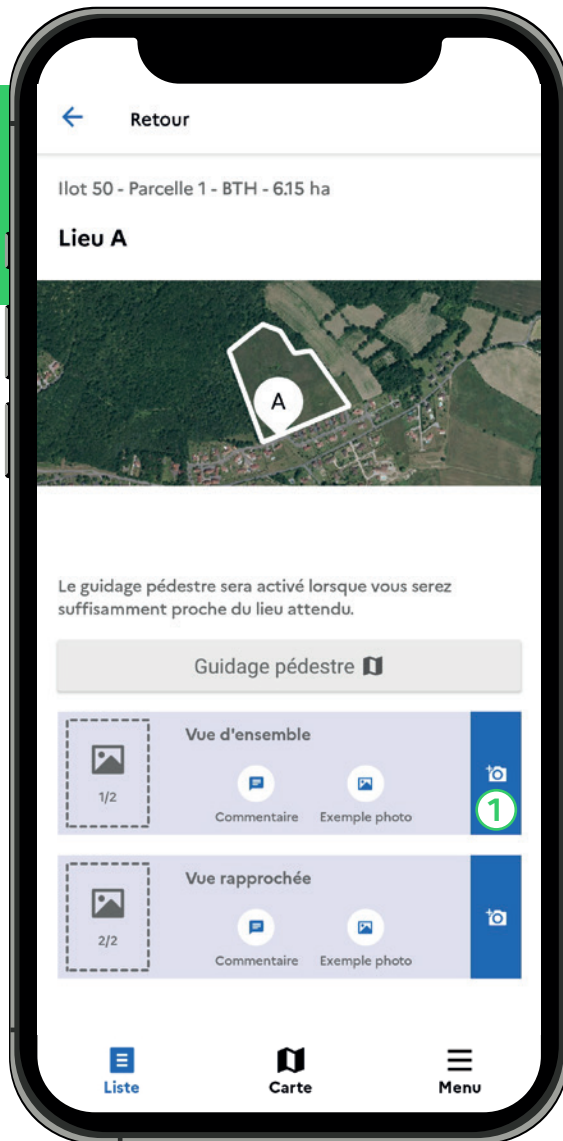 Retour
Ilot 50 - Parcelle 1 - BTH - 6.15 ha
Lieu A
A
Le guidage pédestre sera activé lorsque vous serez
suffisamment proche du lieu attendu.
Guidage pédestre
Vue d'ensemble
1/2
Commentaire Exemple photo
1
Vue rapprochée
2/2
Commentaire Exemple photo
Liste Carte Menu